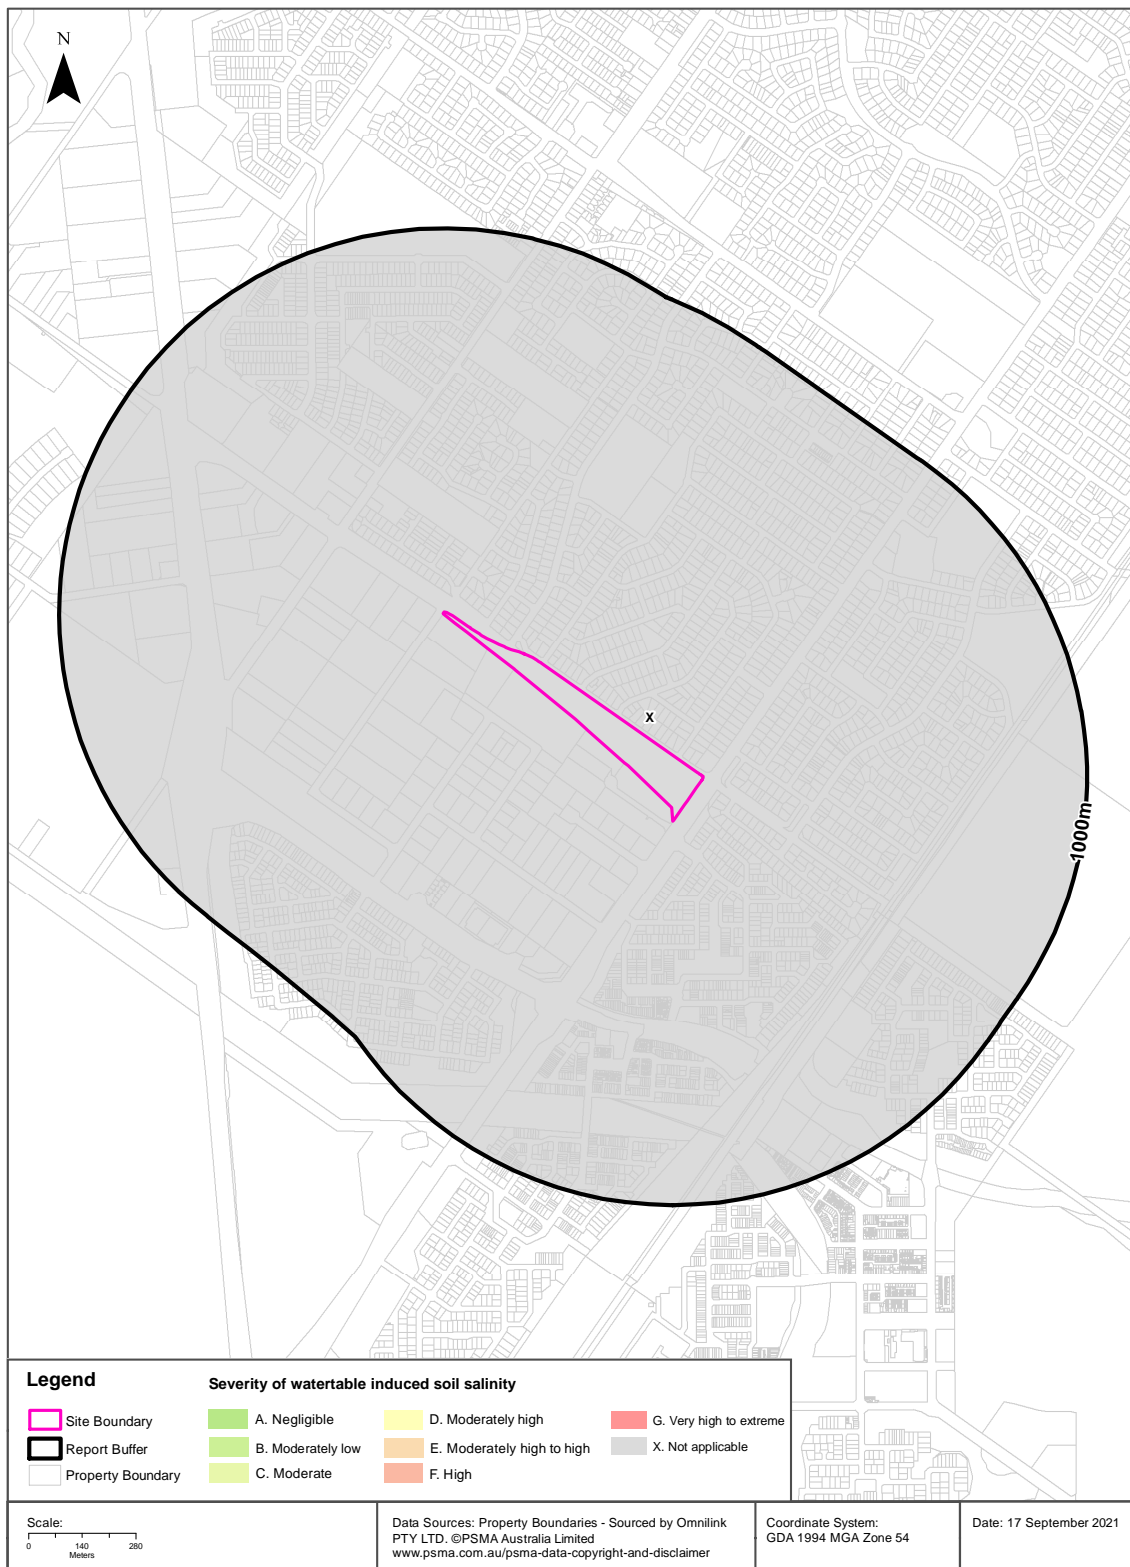 N
X
1000m
Legend
Severity of watertable induced soil salinity
Site Boundary
Report Buffer
Property Boundary
A. Negligible
B. Moderately low
C. Moderate
D. Moderately high
E. Moderately high to high
F. High
G. Very high to extreme
X. Not applicable
Scale:
0 140 280
Meters
Data Sources: Property Boundaries - Sourced by Omnilink
PTY LTD. ©PSMA Australia Limited
www.psma.com.au/psma-data-copyright-and-disclaimer
Coordinate System:
GDA 1994 MGA Zone 54
Date: 17 September 2021